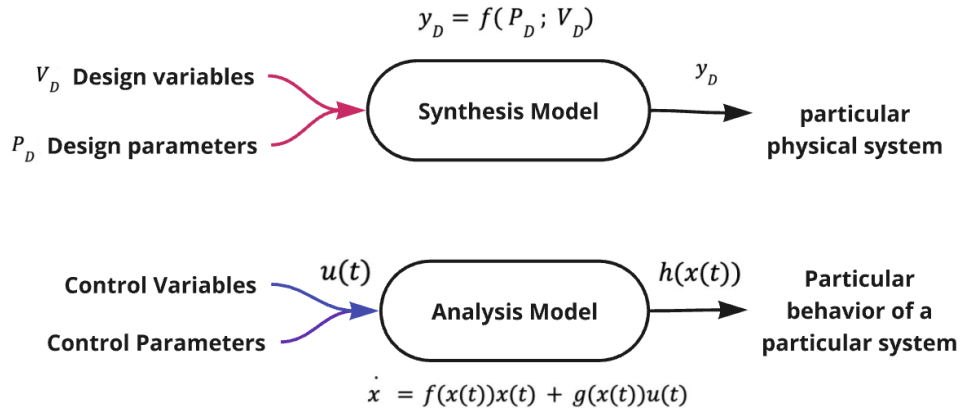 y_D = f( P_D ; V_D )
V_D Design variables
P_D Design parameters
Synthesis Model
y_D
particular
physical system
Control Variables
Control Parameters
u(t)
Analysis Model
h(x(t))
Particular
behavior of a
particular system
ẋ = f(x(t))x(t) + g(x(t))u(t)